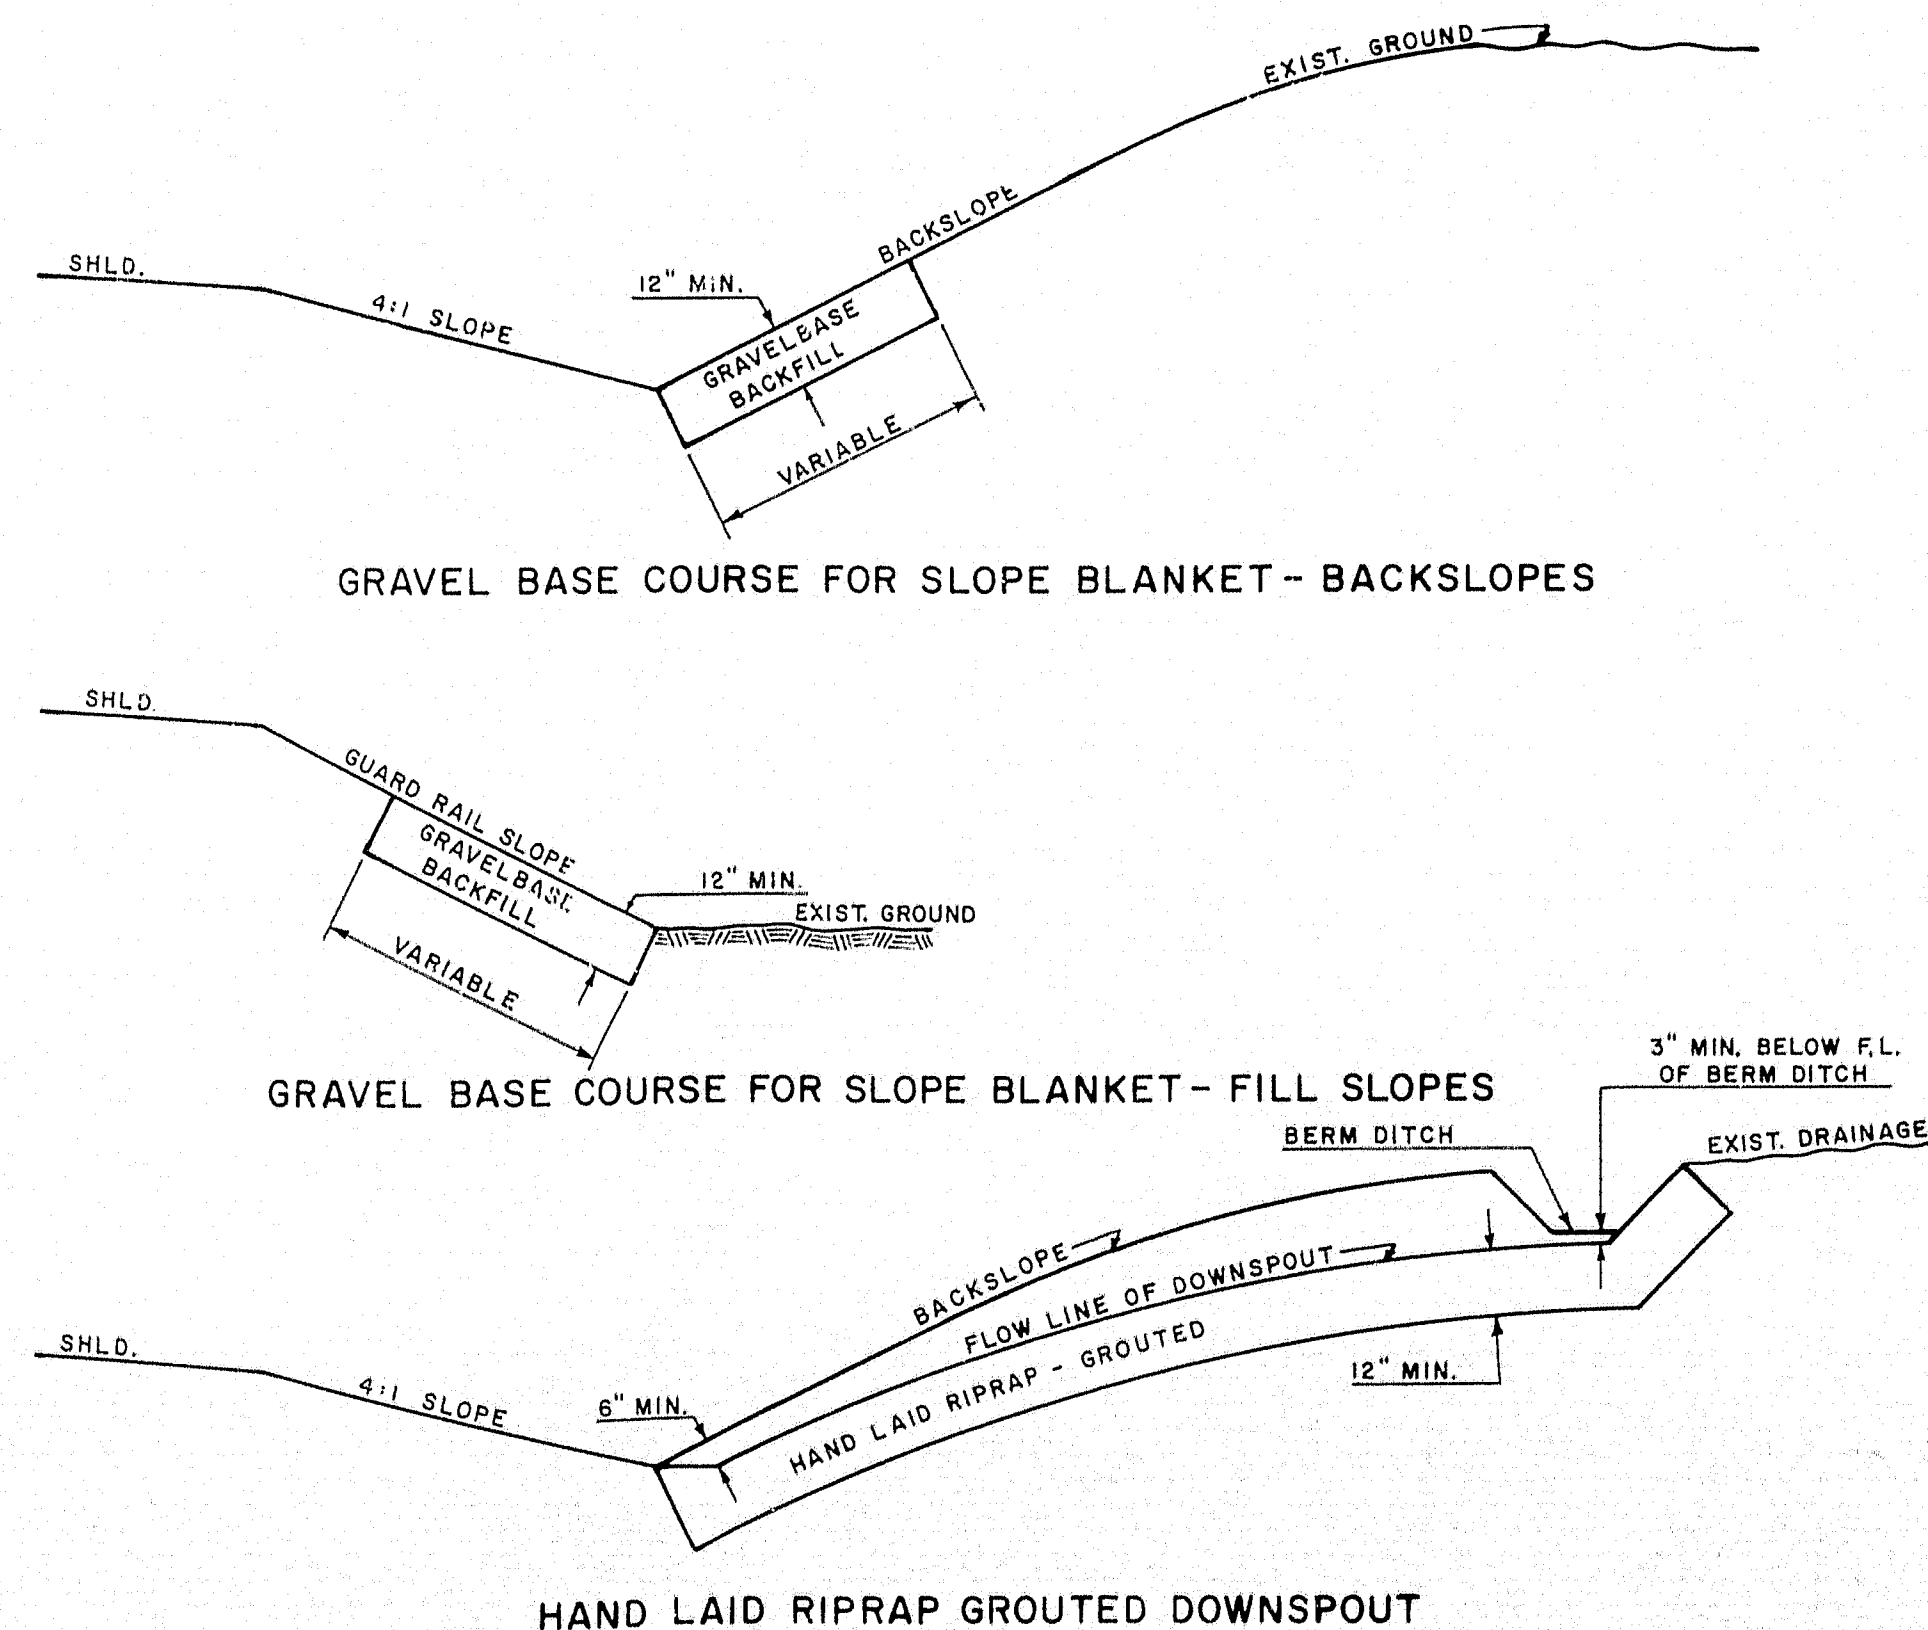 EXIST. GROUND
BACKSLOPE
SHLD.
12" MIN.
4:1 SLOPE
GRAVELBASE
BACKFILL
VARIABLE
GRAVEL BASE COURSE FOR SLOPE BLANKET - BACKSLOPES
SHLD.
GUARD RAIL SLOPE
GRAVELBASE
BACKFILL
12" MIN.
EXIST. GROUND
VARIABLE
GRAVEL BASE COURSE FOR SLOPE BLANKET - FILL SLOPES
3" MIN. BELOW F.L.
OF BERM DITCH
BERM DITCH
EXIST. DRAINAGE
BACKSLOPE
FLOW LINE OF DOWNSPOUT
HAND LAID RIPRAP - GROUTED
12" MIN.
SHLD.
4:1 SLOPE
6" MIN.
HAND LAID RIPRAP GROUTED DOWNSPOUT